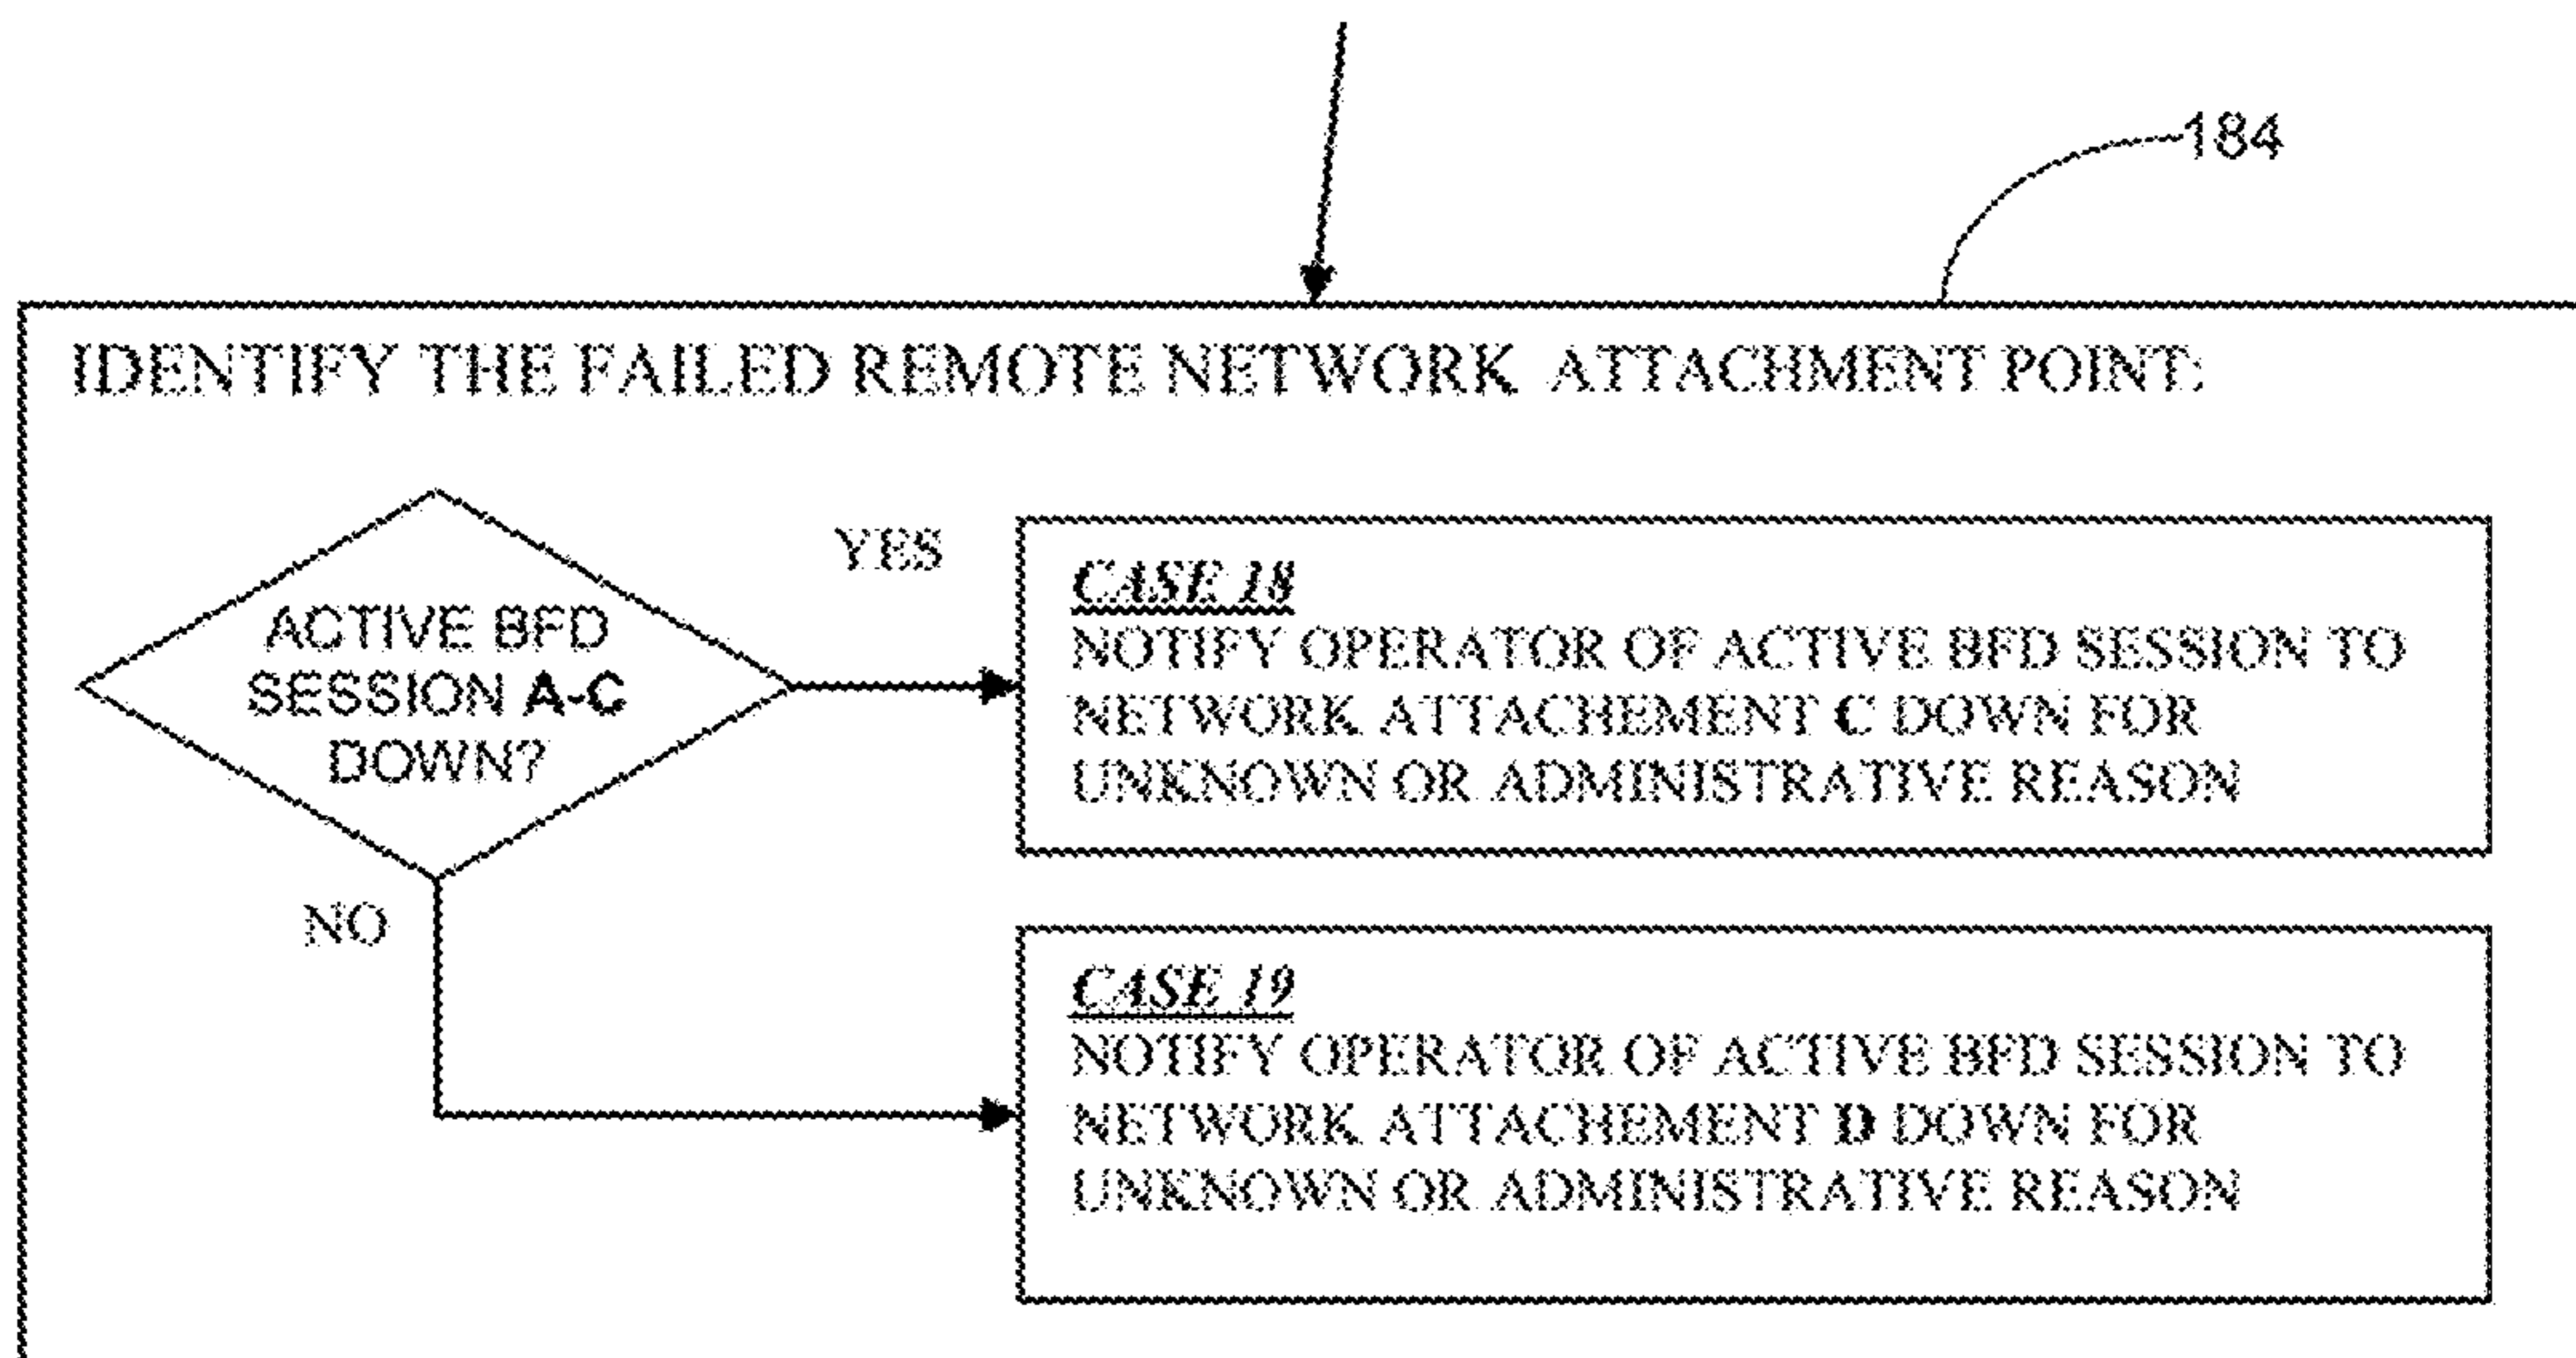 184
IDENTIFY THE FAILED REMOTE NETWORK ATTACHMENT POINT:
ACTIVE BFD
SESSION A-C
DOWN?
YES
CASE 18
NOTIFY OPERATOR OF ACTIVE BFD SESSION TO
NETWORK ATTACHEMENT C DOWN FOR
UNKNOWN OR ADMINISTRATIVE REASON
NO
CASE 19
NOTIFY OPERATOR OF ACTIVE BFD SESSION TO
NETWORK ATTACHEMENT D DOWN FOR
UNKNOWN OR ADMINISTRATIVE REASON